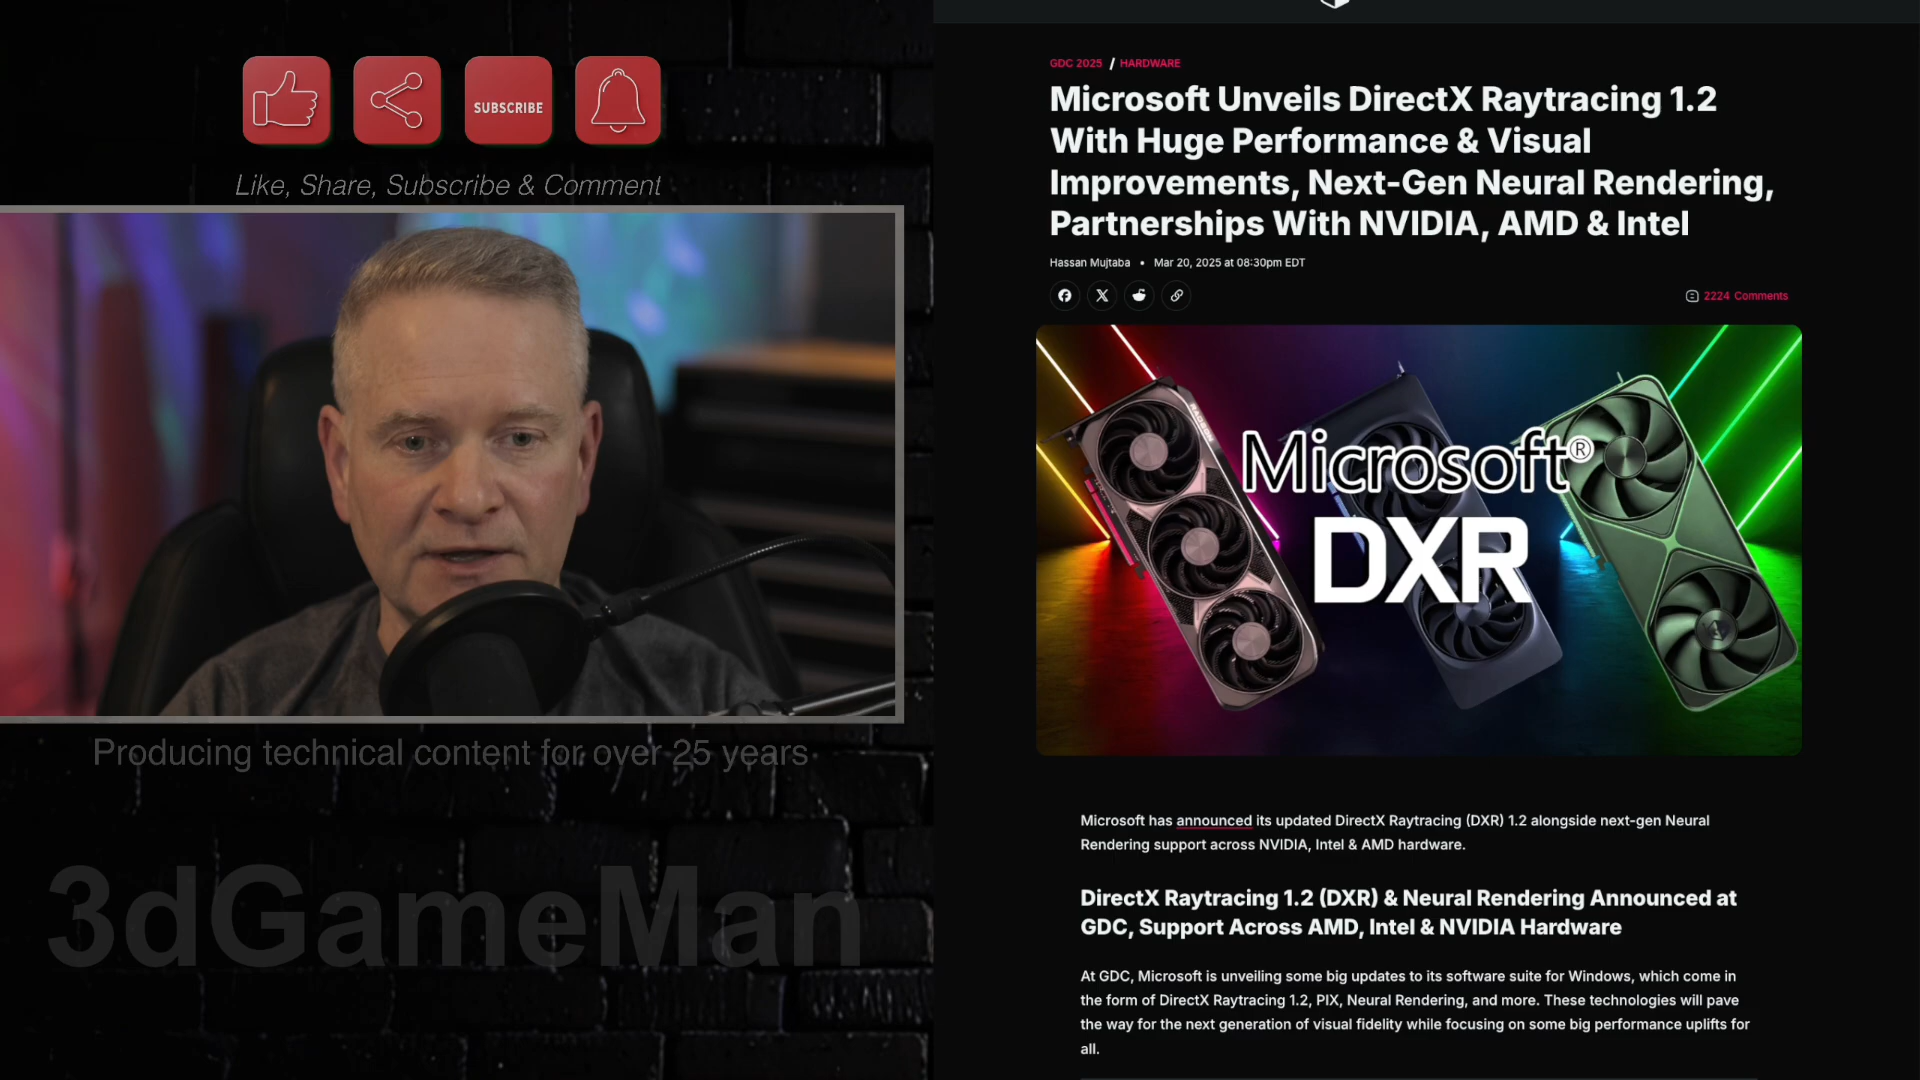 SUBSCRIBE
Like, Share, Subscribe & Comment
Producing technical content for over 25 years
3dGameMan
GDC 2025 / HARDWARE
Microsoft Unveils DirectX Raytracing 1.2
With Huge Performance & Visual
Improvements, Next-Gen Neural Rendering,
Partnerships With NVIDIA, AMD & Intel
Hassan Mujtaba • Mar 20, 2025 at 08:30pm EDT
2224 Comments
RADEON
Microsoft®
DXR
Microsoft has announced its updated DirectX Raytracing (DXR) 1.2 alongside next-gen Neural
Rendering support across NVIDIA, Intel & AMD hardware.
DirectX Raytracing 1.2 (DXR) & Neural Rendering Announced at
GDC, Support Across AMD, Intel & NVIDIA Hardware
At GDC, Microsoft is unveiling some big updates to its software suite for Windows, which come in
the form of DirectX Raytracing 1.2, PIX, Neural Rendering, and more. These technologies will pave
the way for the next generation of visual fidelity while focusing on some big performance uplifts for
all.